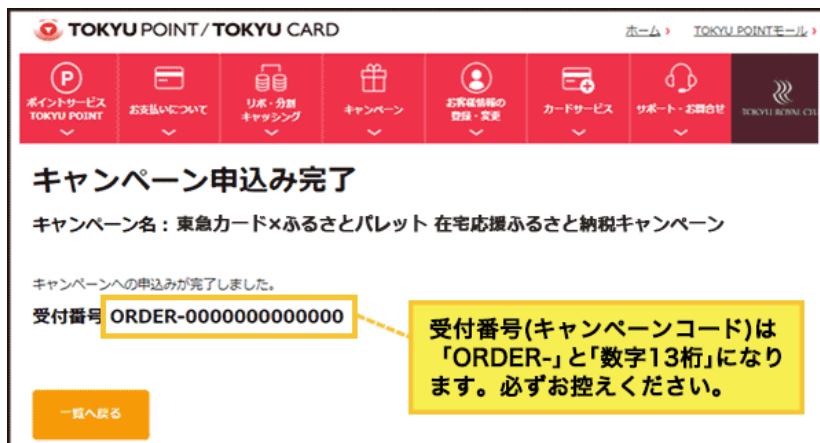 TOKYU POINT / TOKYU CARD
ホーム
TOKYU POINTモール
P
ポイントサービス
TOKYU POINT
お支払いについて
リボ・分割
キャッシング
キャンペーン
お客様情報の
登録・変更
カードサービス
サポート・お問合せ
TOKYU ROYAL CLU
キャンペーン申込み完了
キャンペーン名：東急カード×ふるさとパレット 在宅応援ふるさと納税キャンペーン
キャンペーンへの申込みが完了しました。
受付番号 ORDER-0000000000000
受付番号(キャンペーンコード)は
「ORDER-」と「数字13桁」になり
ます。必ずお控えください。
一覧へ戻る